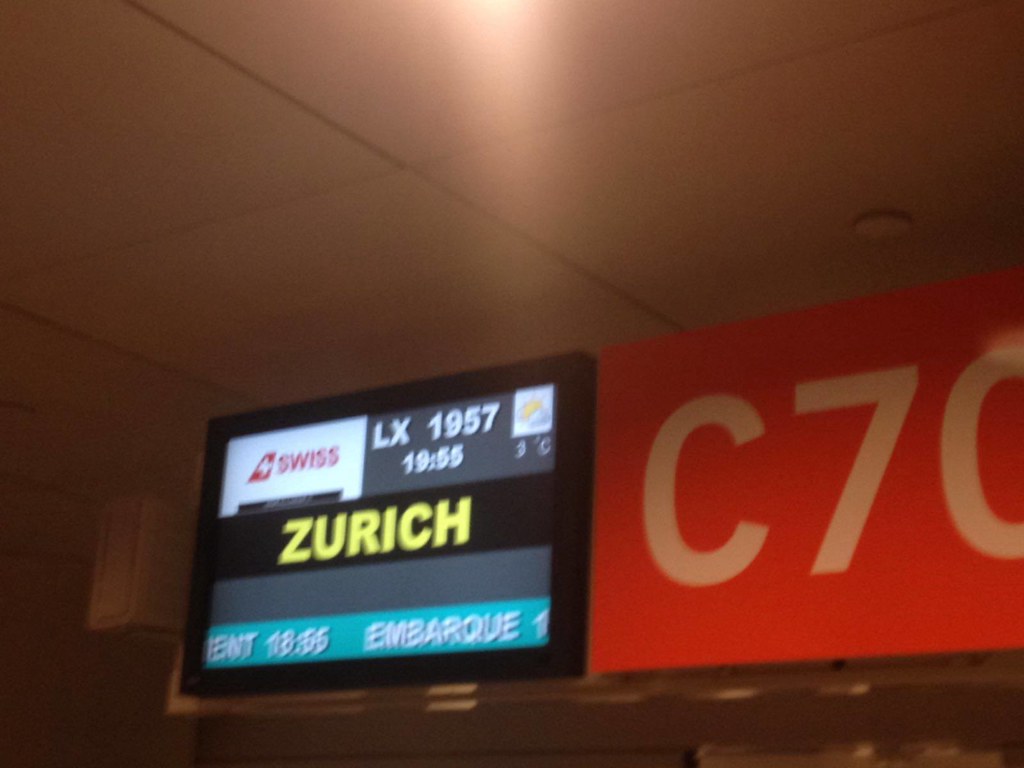 SWISS
LX 1957
19:55
3 °C
ZURICH
18:55 EMBARQUE
C7